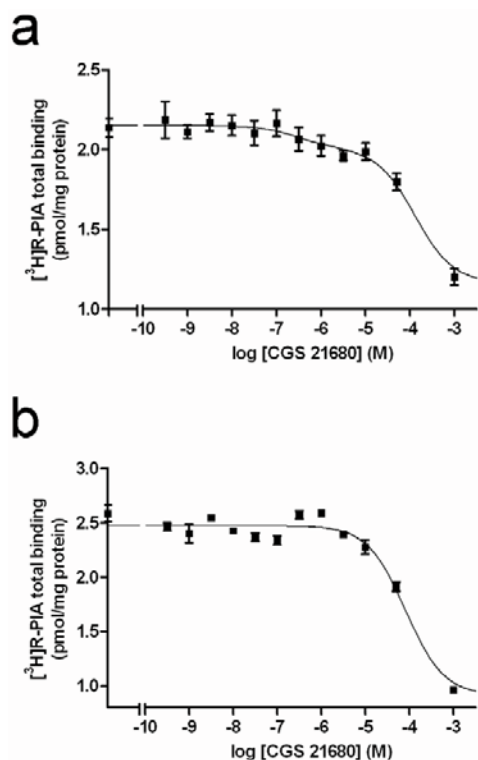 a
2.5
2.0
1.5
1.0
[³H]R-PIA total binding
(pmol/mg protein)
-10 -9 -8 -7 -6 -5 -4 -3
log [CGS 21680] (M)
b
3.0
2.5
2.0
1.5
1.0
[³H]R-PIA total binding
(pmol/mg protein)
-10 -9 -8 -7 -6 -5 -4 -3
log [CGS 21680] (M)